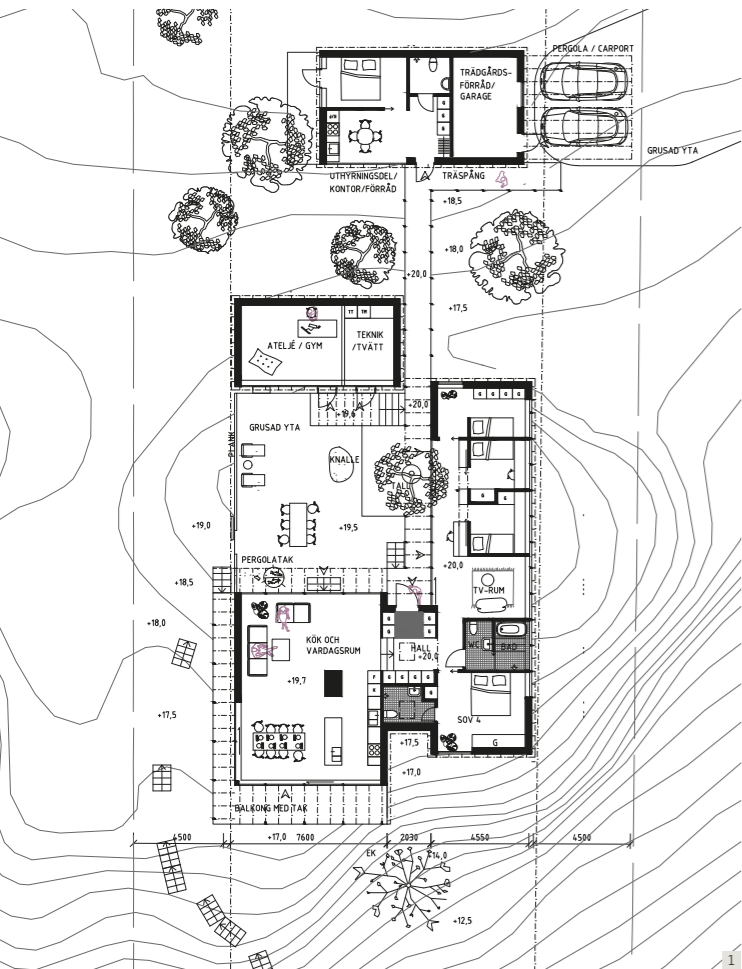 PERGOLA / CARPORT
TRÄDGÅRDS-
FÖRRÅD/
GARAGE
G
G
G
GRUSAD YTA
UTHYRNINGSDEL/
KONTOR/FÖRRÅD
TRÄSPÅNG
+18,5
+18,0
+20,0
+17,5
TT TM
TEKNIK
/TVÄTT
ATELJÉ / GYM
G G G G
+20,0
+19,6
GRUSAD YTA
PLANK
KNALLE
TALL
G G
+19,0
+19,5
PERGOLATAK
+20,0
+18,5
TV-RUM
+18,0
KÖK OCH
VARDAGSRUM
G G
G G
HALL
+20,0
WC
BAD
+19,7
F G G G G
K
G
SOV 4
G
+17,5
+17,5
+17,0
BALKONG MED TAK
4500
+17,0
7600
2030
4550
4500
EK
+14,0
+12,5
1